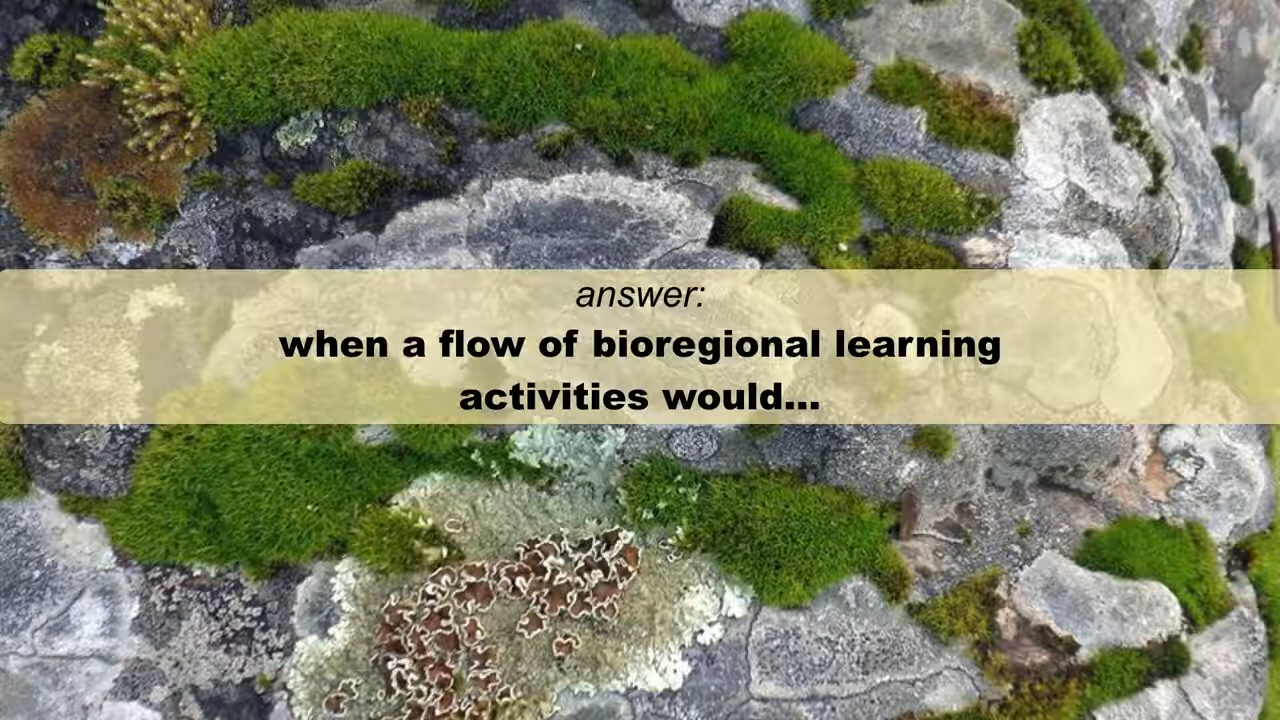 answer:
when a flow of bioregional learning
activities would...